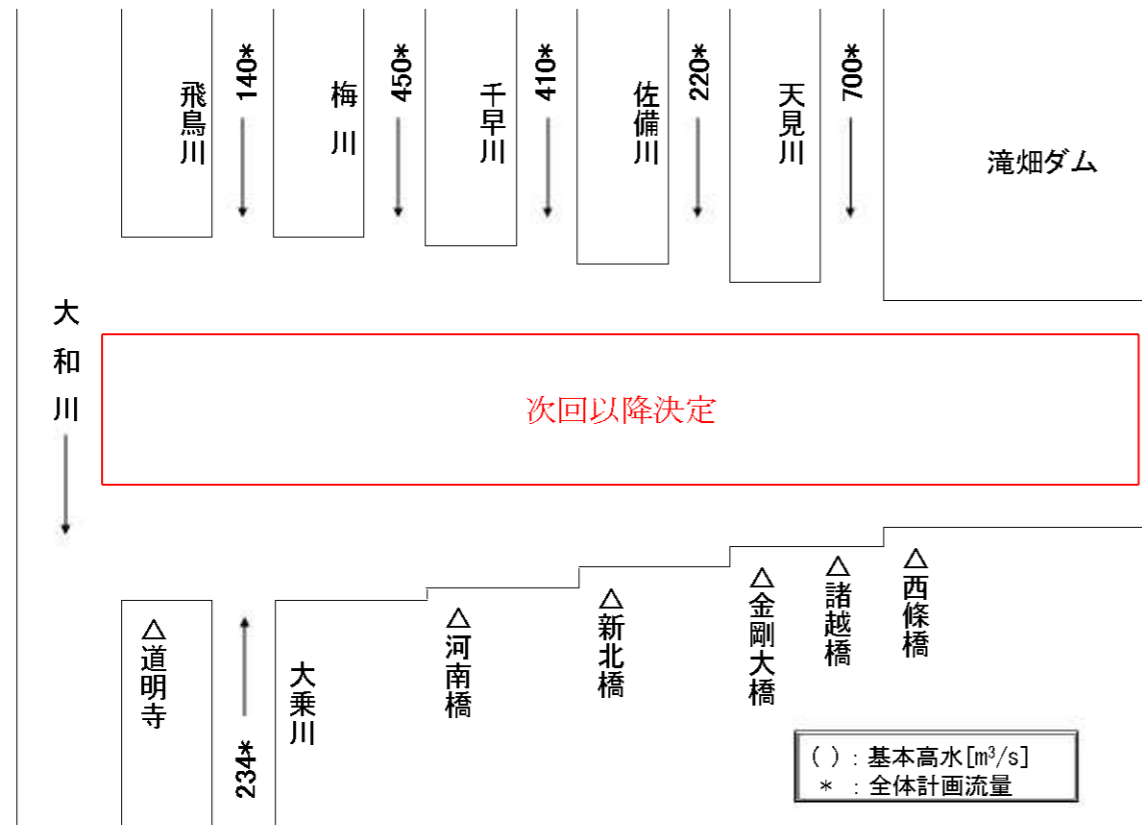 飛鳥川
140*
梅川
450*
千早川
410*
佐備川
220*
天見川
700*
滝畑ダム
大和川
次回以降決定
△道明寺
234*
大乗川
△河南橋
△新北橋
△金剛大橋
△諸越橋
△西條橋
( ) : 基本高水[m³/s]
* : 全体計画流量